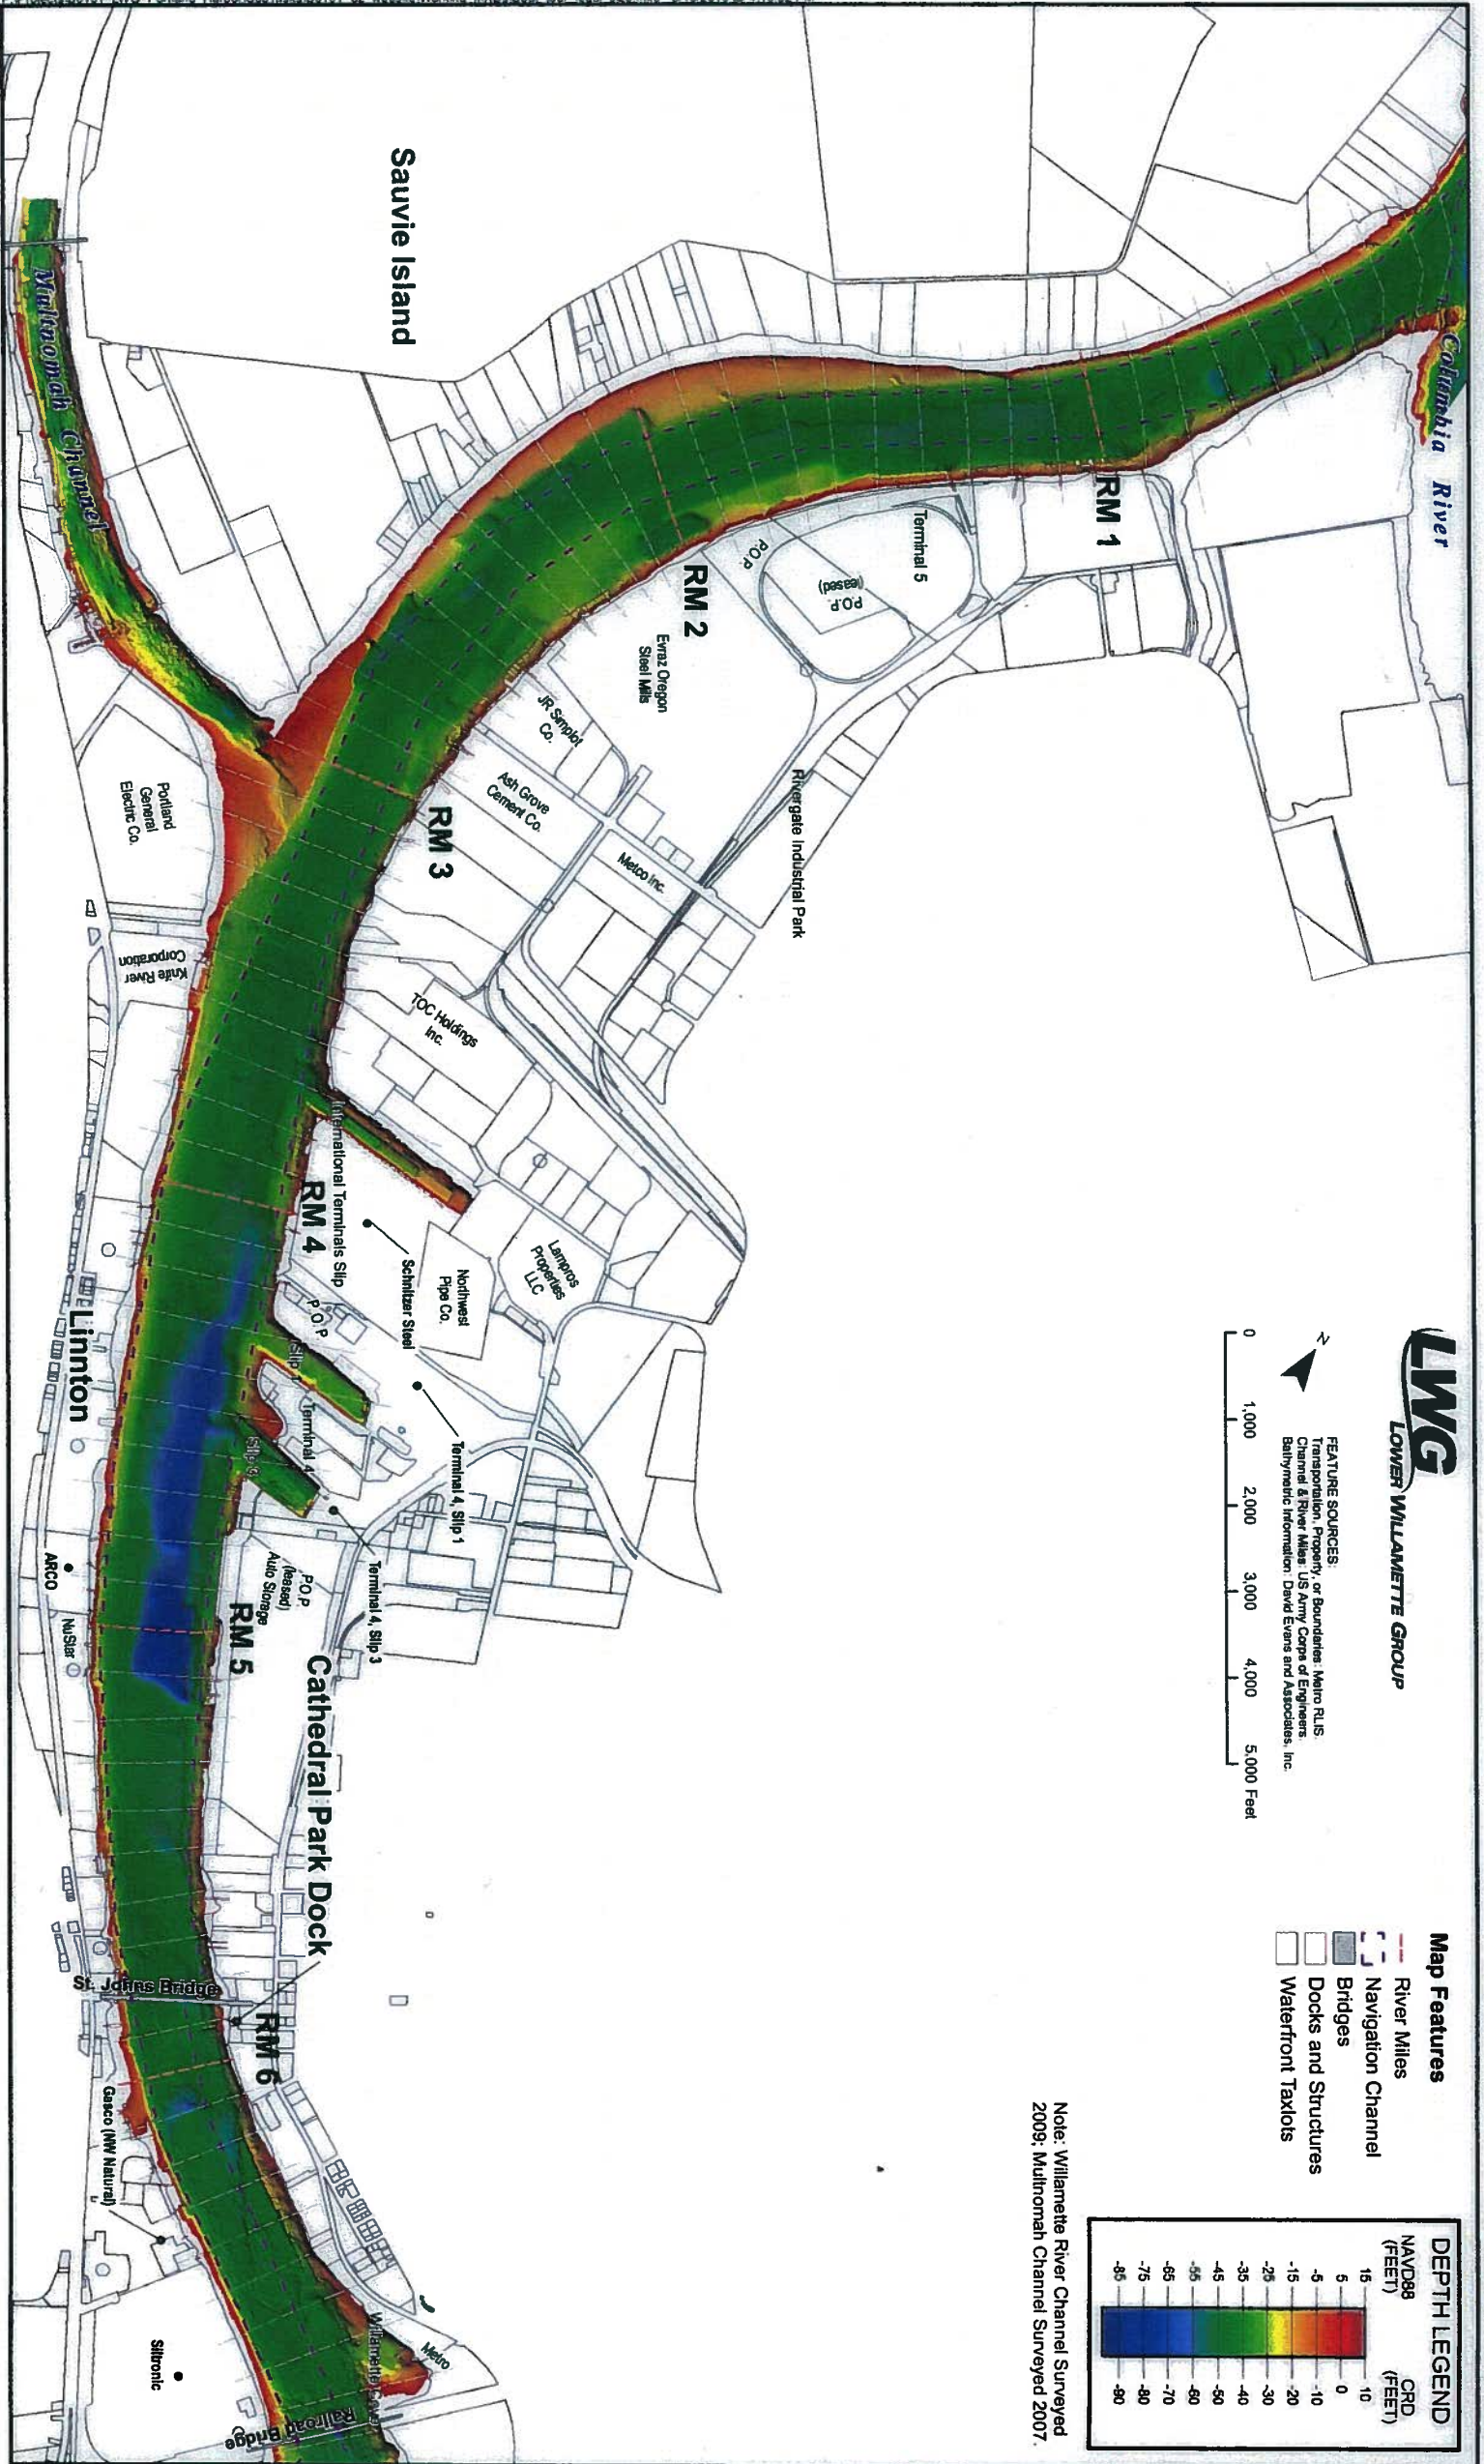 LWG
LOWER WILLAMETTE GROUP
FEATURE SOURCES:
Transportation, Property, or Boundaries: Metro RLIS.
Channel & River Miles: US Army Corps of Engineers.
Bathymetric Information: David Evans and Associates, Inc.
N
0 1,000 2,000 3,000 4,000 5,000 Feet
Map Features
River Miles
Navigation Channel
Bridges
Docks and Structures
Waterfront Taxlots
DEPTH LEGEND
NAVD88 CRD
(FEET) (FEET)
15 10
5 0
-5 -10
-15 -20
-25 -30
-35 -40
-45 -50
-55 -60
-65 -70
-75 -80
-85 -90
Note: Willamette River Channel Surveyed
2009; Multnomah Channel Surveyed 2007.
Columbia River
Sauvie Island
Multnomah Channel
RM 1
Terminal 5
P.O.P.
(leased)
P.O.P.
RM 2
Evraz Oregon
Steel Mills
JR Simplot
Co.
Ash Grove
Cement Co.
Rivergate Industrial Park
Metco Inc.
RM 3
Portland
General
Electric Co.
Knife River
Corporation
TOC Holdings
Inc.
International Terminals Slip
RM 4
Schnitzer Steel
Northwest
Pipe Co.
Lampros
Properties
LLC
P.O.P
Slip 1
Terminal 4
Slip 3
Terminal 4, Slip 1
Terminal 4, Slip 3
Linnton
ARCO
NuStar
P.O.P
(leased)
Auto Storage
RM 5
Cathedral Park Dock
St. Johns Bridge
RM 6
Gasco (NW Natural)
Siltronic
Willamette Cove
Metro
Railroad Bridge